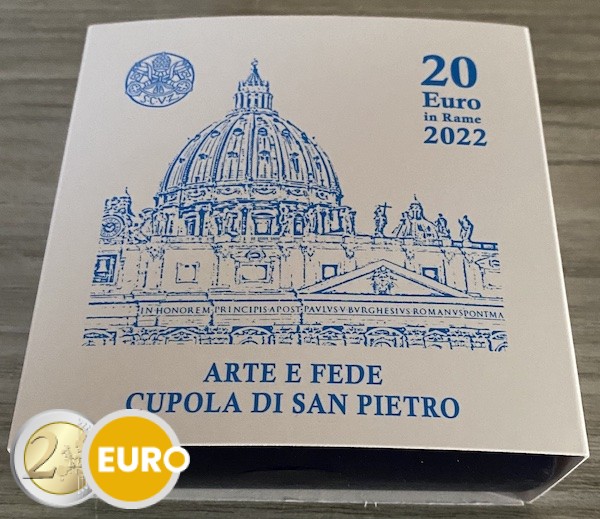 SCVZ
20
Euro
in Rame
2022
IN HONOREM PRINCIPIS APOST PAVLVS V BVRGHESIVS ROMANVS PONT MA
ARTE E FEDE
CUPOLA DI SAN PIETRO
2 EURO